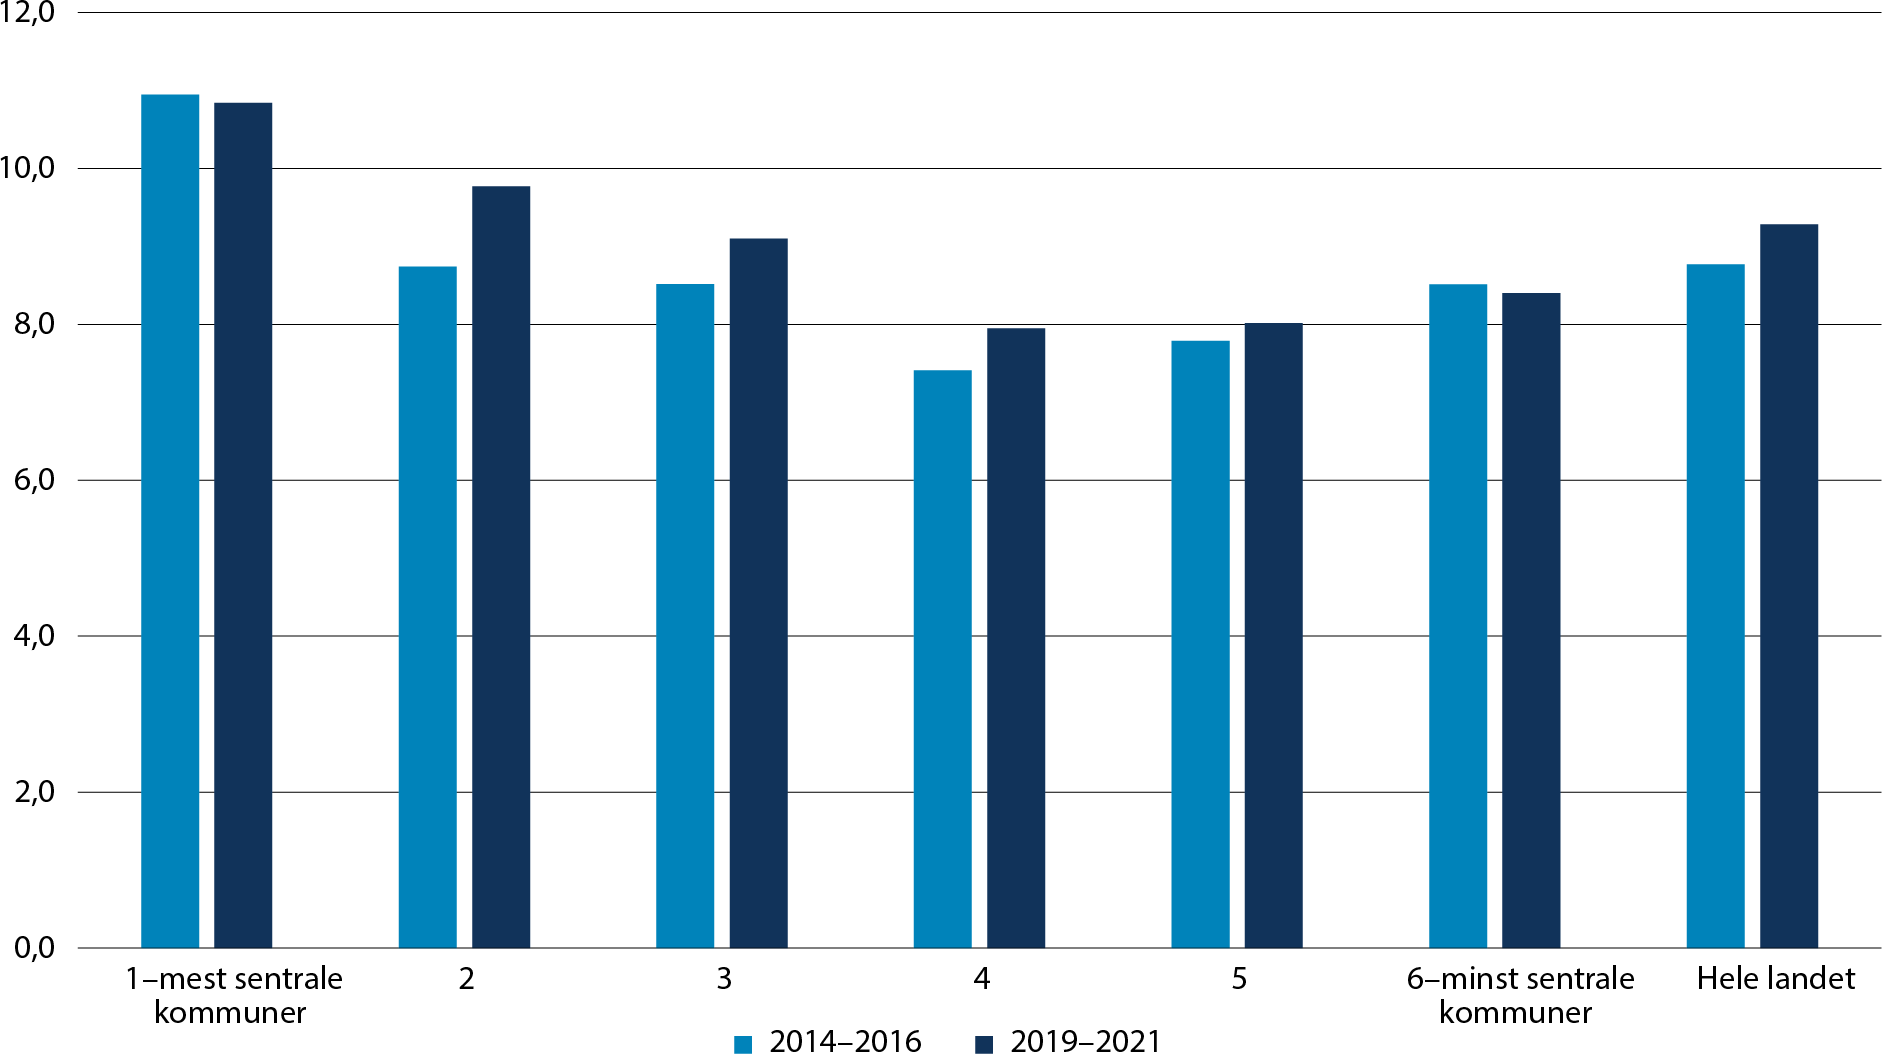 12,0
10,0
8,0
6,0
4,0
2,0
0,0
1–mest sentrale
kommuner
2
3
4
5
6–minst sentrale
kommuner
Hele landet
2014–2016
2019–2021